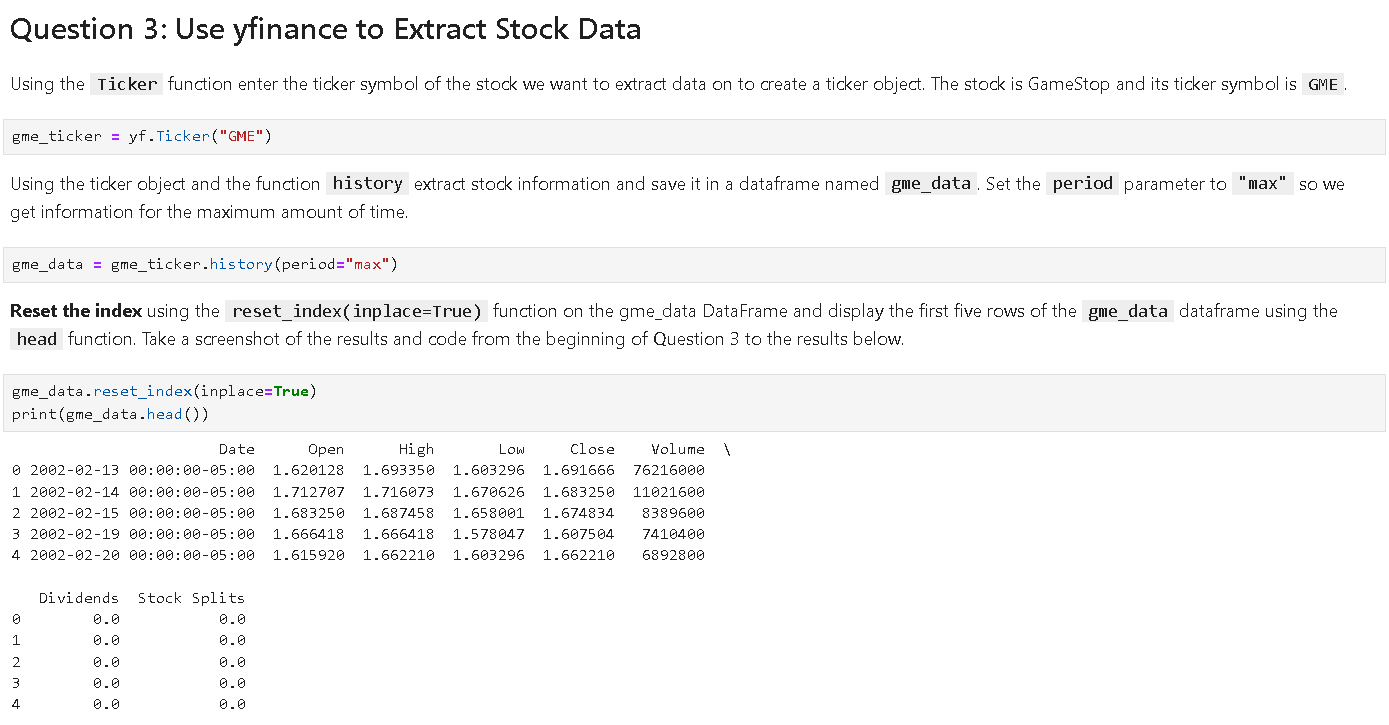 Question 3: Use yfinance to Extract Stock Data
Using the Ticker function enter the ticker symbol of the stock we want to extract data on to create a ticker object. The stock is GameStop and its ticker symbol is GME .
gme_ticker = yf.Ticker("GME")
Using the ticker object and the function history extract stock information and save it in a dataframe named gme_data . Set the period parameter to "max" so we
get information for the maximum amount of time.
gme_data = gme_ticker.history(period="max")
Reset the index using the reset_index(inplace=True) function on the gme_data DataFrame and display the first five rows of the gme_data dataframe using the
head function. Take a screenshot of the results and code from the beginning of Question 3 to the results below.
gme_data.reset_index(inplace=True)
print(gme_data.head())
                       Date      Open      High       Low     Close    Volume  \
0 2002-02-13 00:00:00-05:00  1.620128  1.693350  1.603296  1.691666  76216000
1 2002-02-14 00:00:00-05:00  1.712707  1.716073  1.670626  1.683250  11021600
2 2002-02-15 00:00:00-05:00  1.683250  1.687458  1.658001  1.674834   8389600
3 2002-02-19 00:00:00-05:00  1.666418  1.666418  1.578047  1.607504   7410400
4 2002-02-20 00:00:00-05:00  1.615920  1.662210  1.603296  1.662210   6892800
   Dividends  Stock Splits
0        0.0           0.0
1        0.0           0.0
2        0.0           0.0
3        0.0           0.0
4        0.0           0.0